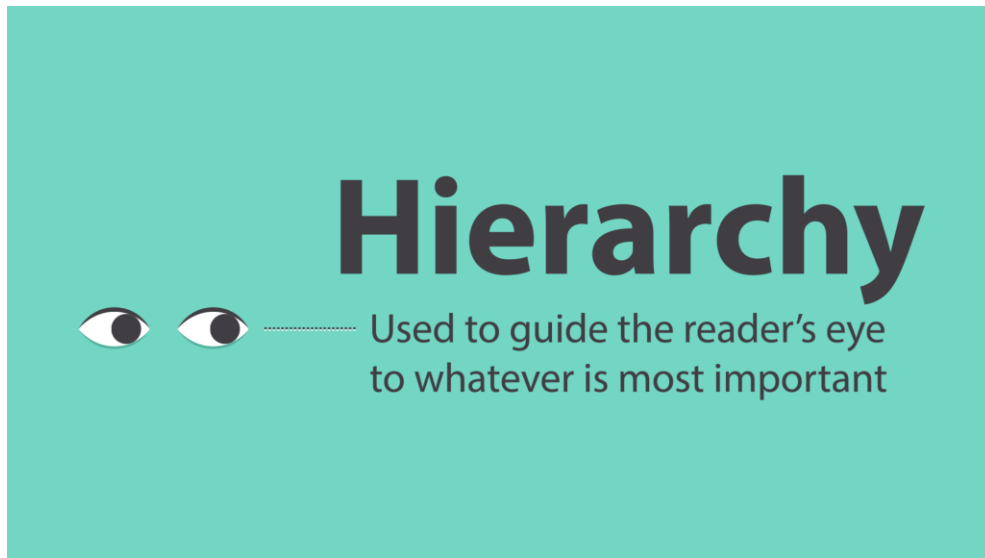 Hierarchy
Used to guide the reader’s eye
to whatever is most important